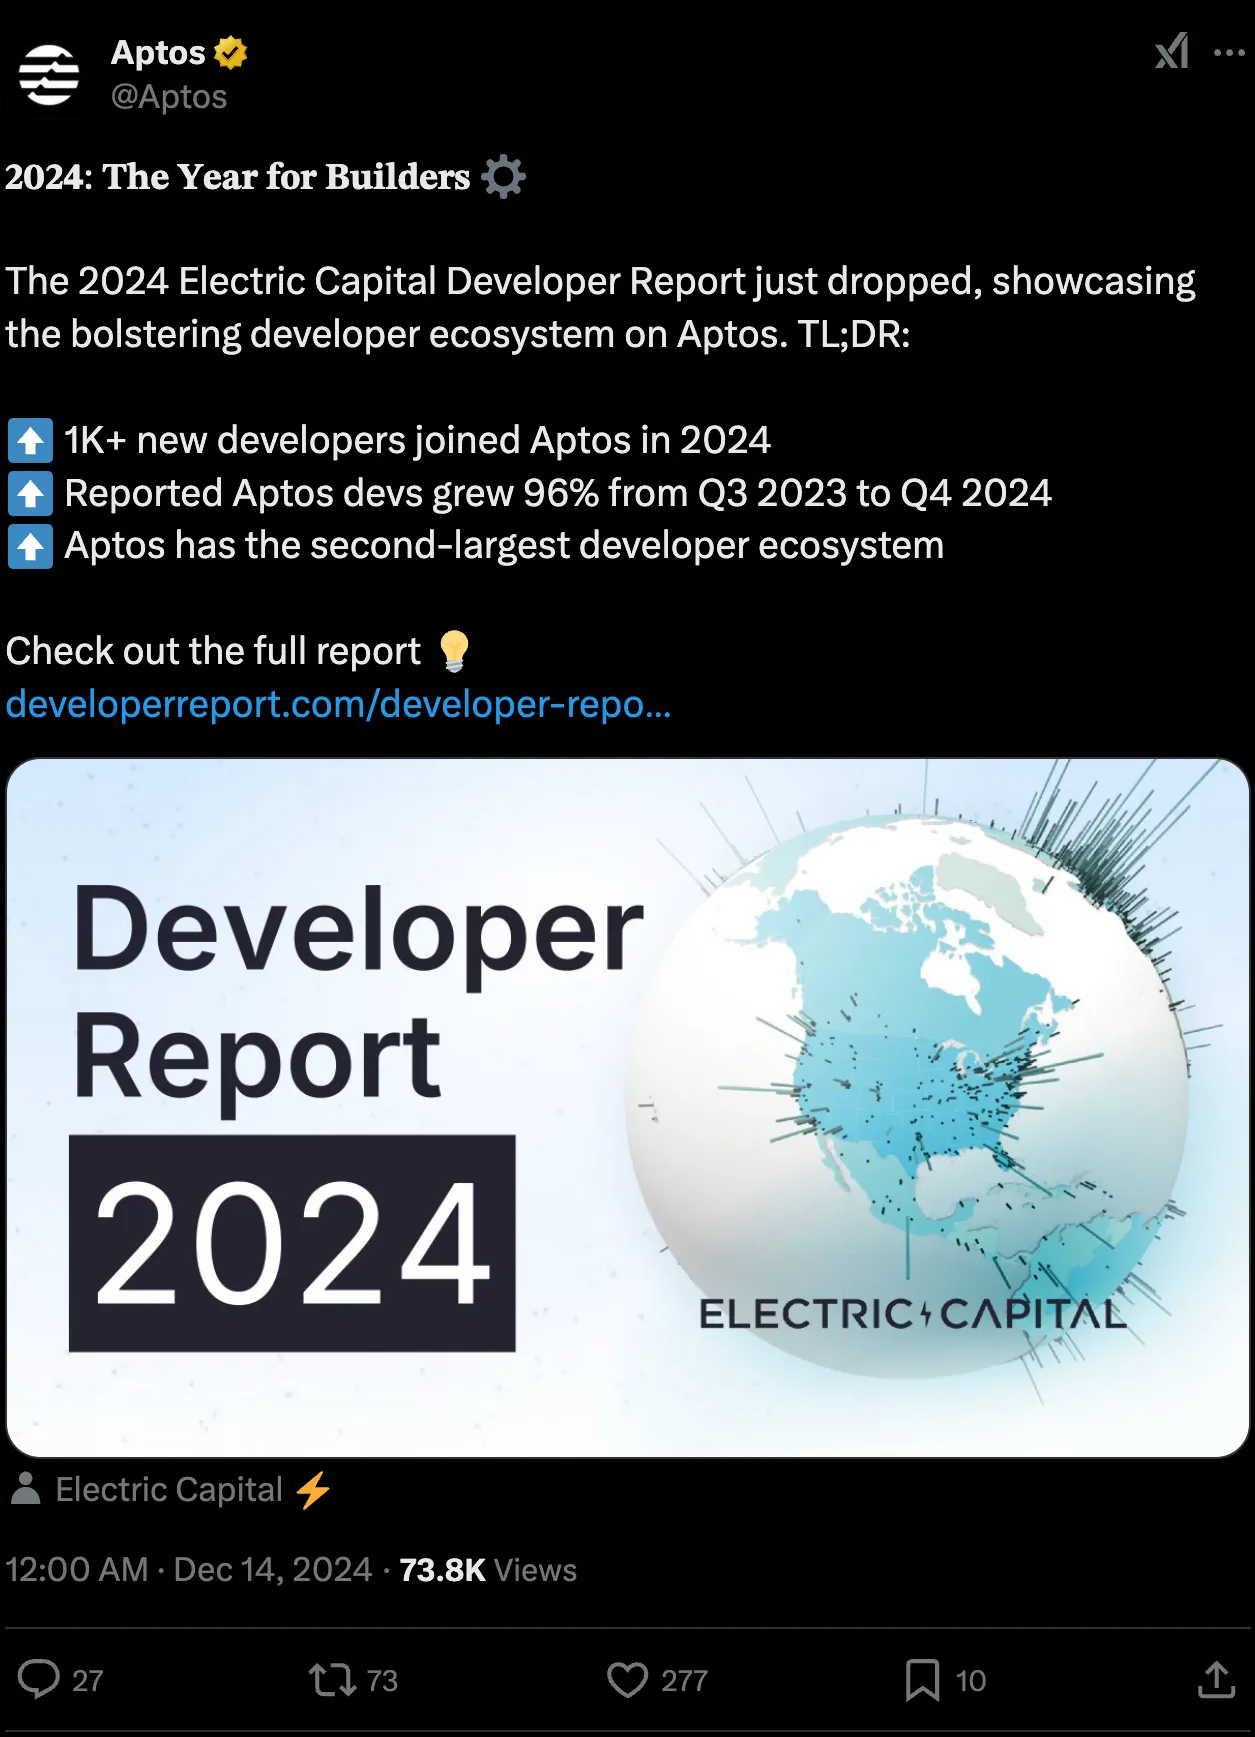 Aptos
@Aptos
2024: The Year for Builders
The 2024 Electric Capital Developer Report just dropped, showcasing
the bolstering developer ecosystem on Aptos. TL;DR:
1K+ new developers joined Aptos in 2024
Reported Aptos devs grew 96% from Q3 2023 to Q4 2024
Aptos has the second-largest developer ecosystem
Check out the full report
developerreport.com/developer-repo...
Developer
Report
2024
ELECTRIC CAPITAL
Electric Capital
12:00 AM · Dec 14, 2024 · 73.8K Views
27 73 277 10